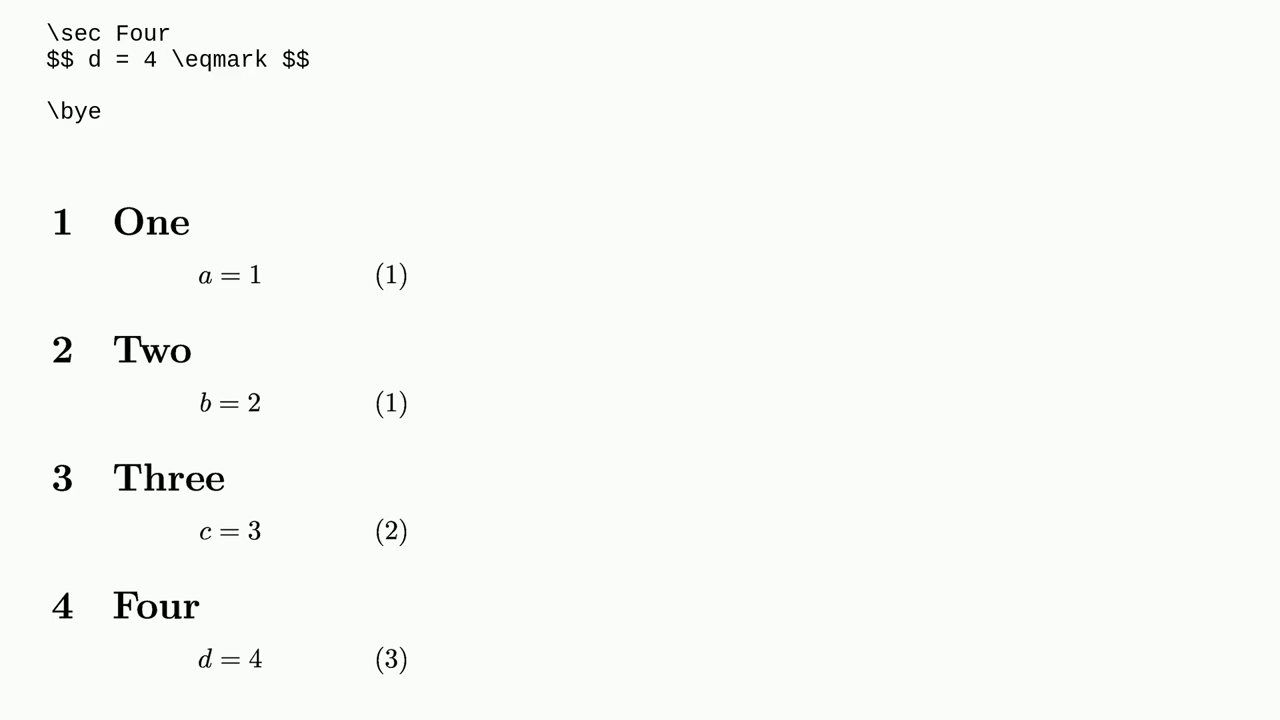 \sec Four
$$ d = 4 \eqmark $$
\bye
1 One
a = 1 (1)
2 Two
b = 2 (1)
3 Three
c = 3 (2)
4 Four
d = 4 (3)